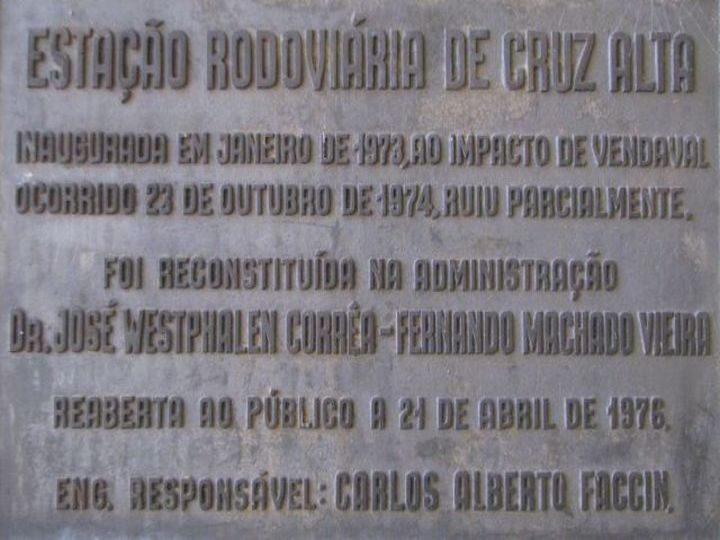 ESTAÇÃO RODOVIÁRIA DE CRUZ ALTA
INAUGURADA EM JANEIRO DE 1973, AO IMPACTO DE VENDAVAL
OCORRIDO 23 DE OUTUBRO DE 1974, RUIU PARCIALMENTE.
FOI RECONSTITUÍDA NA ADMINISTRAÇÃO
DR. JOSÉ WESTPHALEN CORRÊA - FERNANDO MACHADO VIEIRA
REABERTA AO PÚBLICO A 21 DE ABRIL DE 1976.
ENG. RESPONSÁVEL: CARLOS ALBERTO FACCIN.